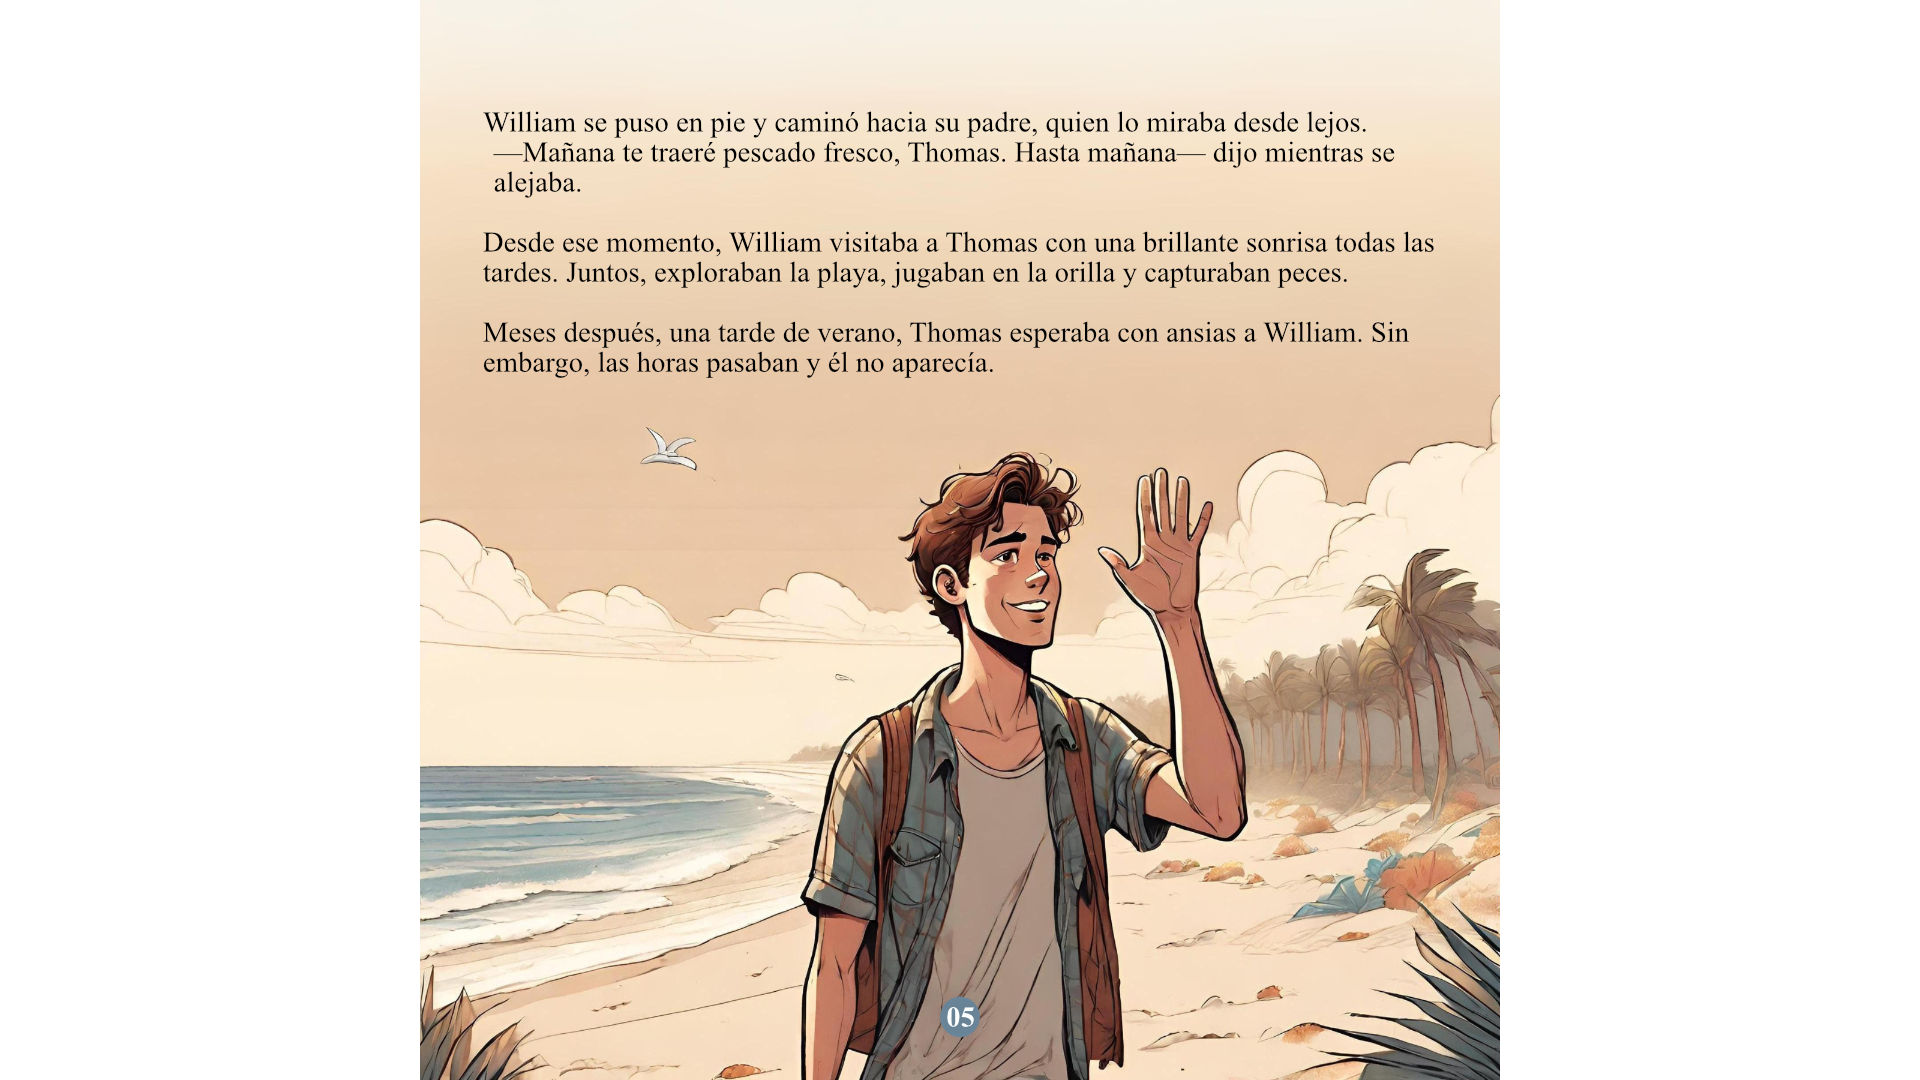 William se puso en pie y caminó hacia su padre, quien lo miraba desde lejos.
—Mañana te traeré pescado fresco, Thomas. Hasta mañana— dijo mientras se
alejaba.
Desde ese momento, William visitaba a Thomas con una brillante sonrisa todas las
tardes. Juntos, exploraban la playa, jugaban en la orilla y capturaban peces.
Meses después, una tarde de verano, Thomas esperaba con ansias a William. Sin
embargo, las horas pasaban y él no aparecía.
05